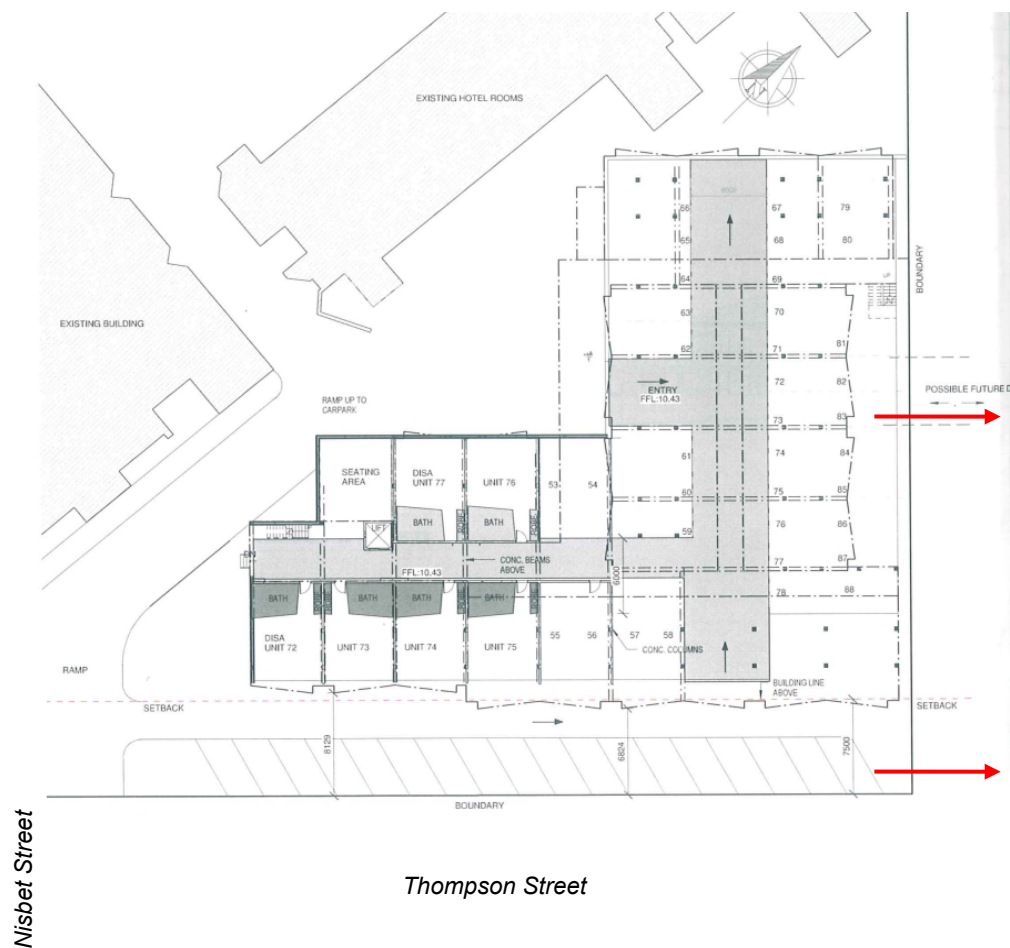 EXISTING HOTEL ROOMS
N
EXISTING BUILDING
BOUNDARY
6000
66
67
79
65
68
80
64
69
63
70
62
71
81
72
82
ENTRY
FFL:10.43
73
83
POSSIBLE FUTURE D
RAMP UP TO
CARPARK
61
74
84
60
75
85
59
76
86
77
87
78
88
SEATING
AREA
DISA
UNIT 77
UNIT 76
53
54
BATH
BATH
ROBE
ROBE
LIFT
EN
FFL:10.43
CONC. BEAMS
ABOVE
6000
BATH
BATH
BATH
BATH
DISA
UNIT 72
UNIT 73
UNIT 74
UNIT 75
55
56
57
58
CONC. COLUMNS
RAMP
BUILDING LINE
ABOVE
SETBACK
SETBACK
8129
6824
7500
BOUNDARY
Nisbet Street
Thompson Street